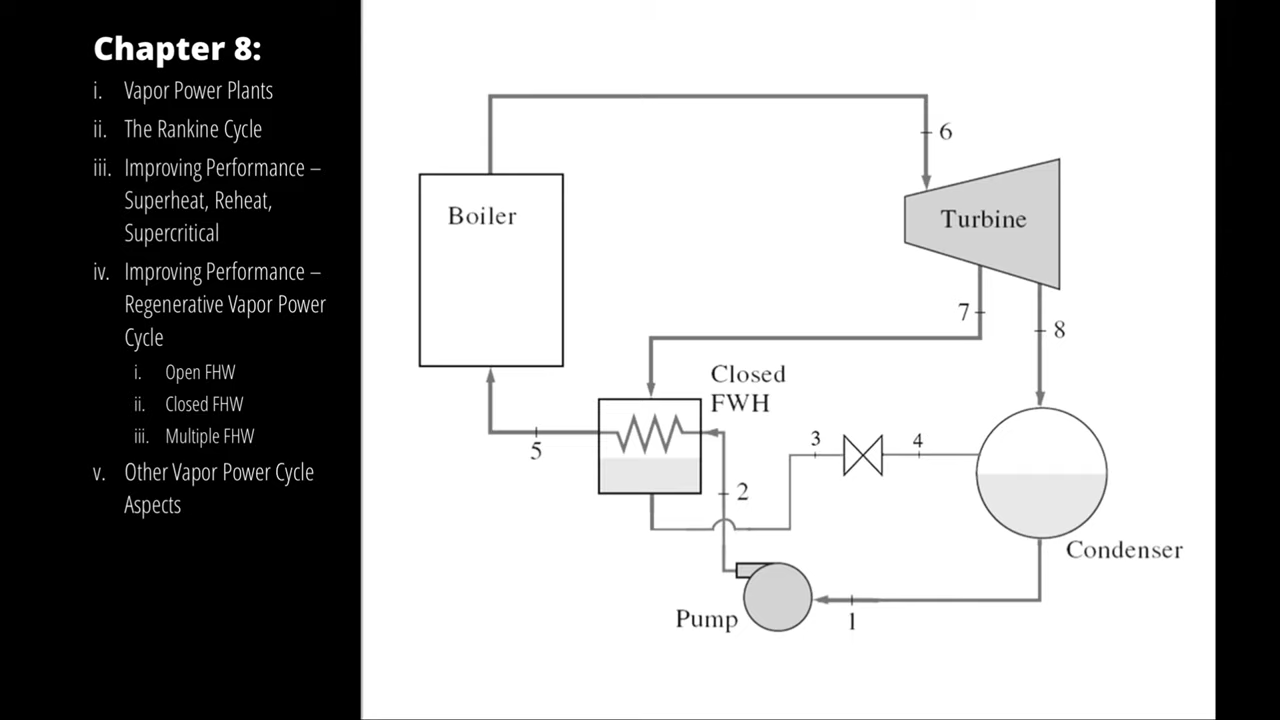 Chapter 8:
i. Vapor Power Plants
ii. The Rankine Cycle
iii. Improving Performance –
Superheat, Reheat,
Supercritical
iv. Improving Performance –
Regenerative Vapor Power
Cycle
i. Open FHW
ii. Closed FHW
iii. Multiple FHW
v. Other Vapor Power Cycle
Aspects
6
Boiler
Turbine
7
8
Closed
FWH
5
3
4
2
Condenser
Pump
1